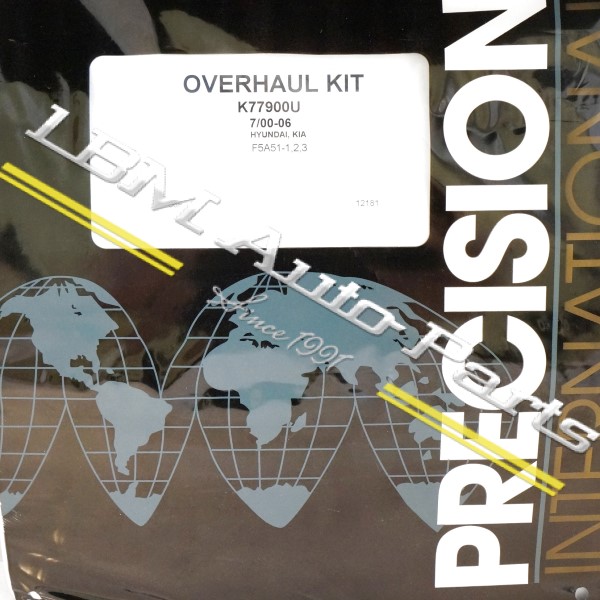 OVERHAUL KIT
K77900U
7/00-06
HYUNDAI, KIA
F5A51-1,2,3
12181
PRECISION
INTERNATIONAL
LBM Auto Parts
Since 1991